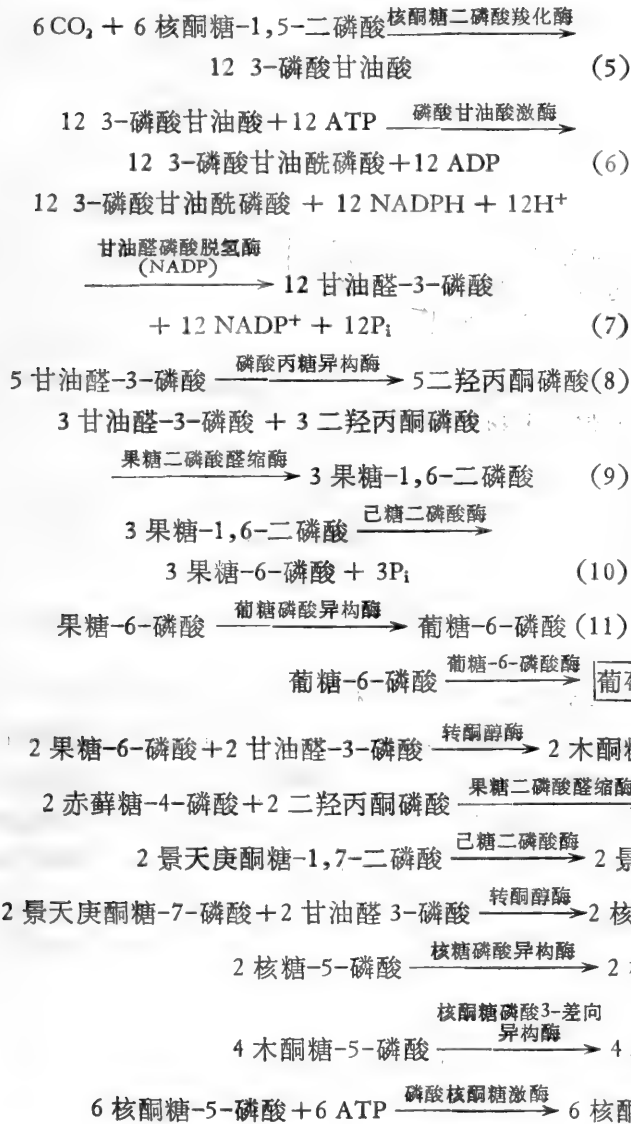 6CO₂ + 6 核酮糖-1,5-二磷酸 核酮糖二磷酸羧化酶 →
12 3-磷酸甘油酸 (5)
12 3-磷酸甘油酸+12 ATP 磷酸甘油酸激酶 →
12 3-磷酸甘油酰磷酸+12 ADP (6)
12 3-磷酸甘油酰磷酸 + 12 NADPH + 12H⁺
甘油醛磷酸脱氢酶
(NADP) → 12 甘油醛-3-磷酸
+ 12 NADP⁺ + 12Pᵢ (7)
5 甘油醛-3-磷酸 磷酸丙糖异构酶 → 5二羟丙酮磷酸(8)
3 甘油醛-3-磷酸 + 3 二羟丙酮磷酸
果糖二磷酸醛缩酶 → 3 果糖-1,6-二磷酸 (9)
3 果糖-1,6-二磷酸 己糖二磷酸酶 →
3 果糖-6-磷酸 + 3Pᵢ (10)
果糖-6-磷酸 葡糖磷酸异构酶 → 葡糖-6-磷酸 (11)
葡糖-6-磷酸 葡糖-6-磷酸酶 → 葡
2 果糖-6-磷酸+2 甘油醛-3-磷酸 转酮醇酶 → 2 木酮糖
2 赤藓糖-4-磷酸+2 二羟丙酮磷酸 果糖二磷酸醛缩酶
2 景天庚酮糖-1,7-二磷酸 己糖二磷酸酶 → 2 景
2 景天庚酮糖-7-磷酸+2 甘油醛 3-磷酸 转酮醇酶 → 2 核
2 核糖-5-磷酸 核糖磷酸异构酶 → 2
核酮糖磷酸3-差向
异构酶
4 木酮糖-5-磷酸 → 4
6 核酮糖-5-磷酸+6 ATP 磷酸核酮糖激酶 → 6 核酮